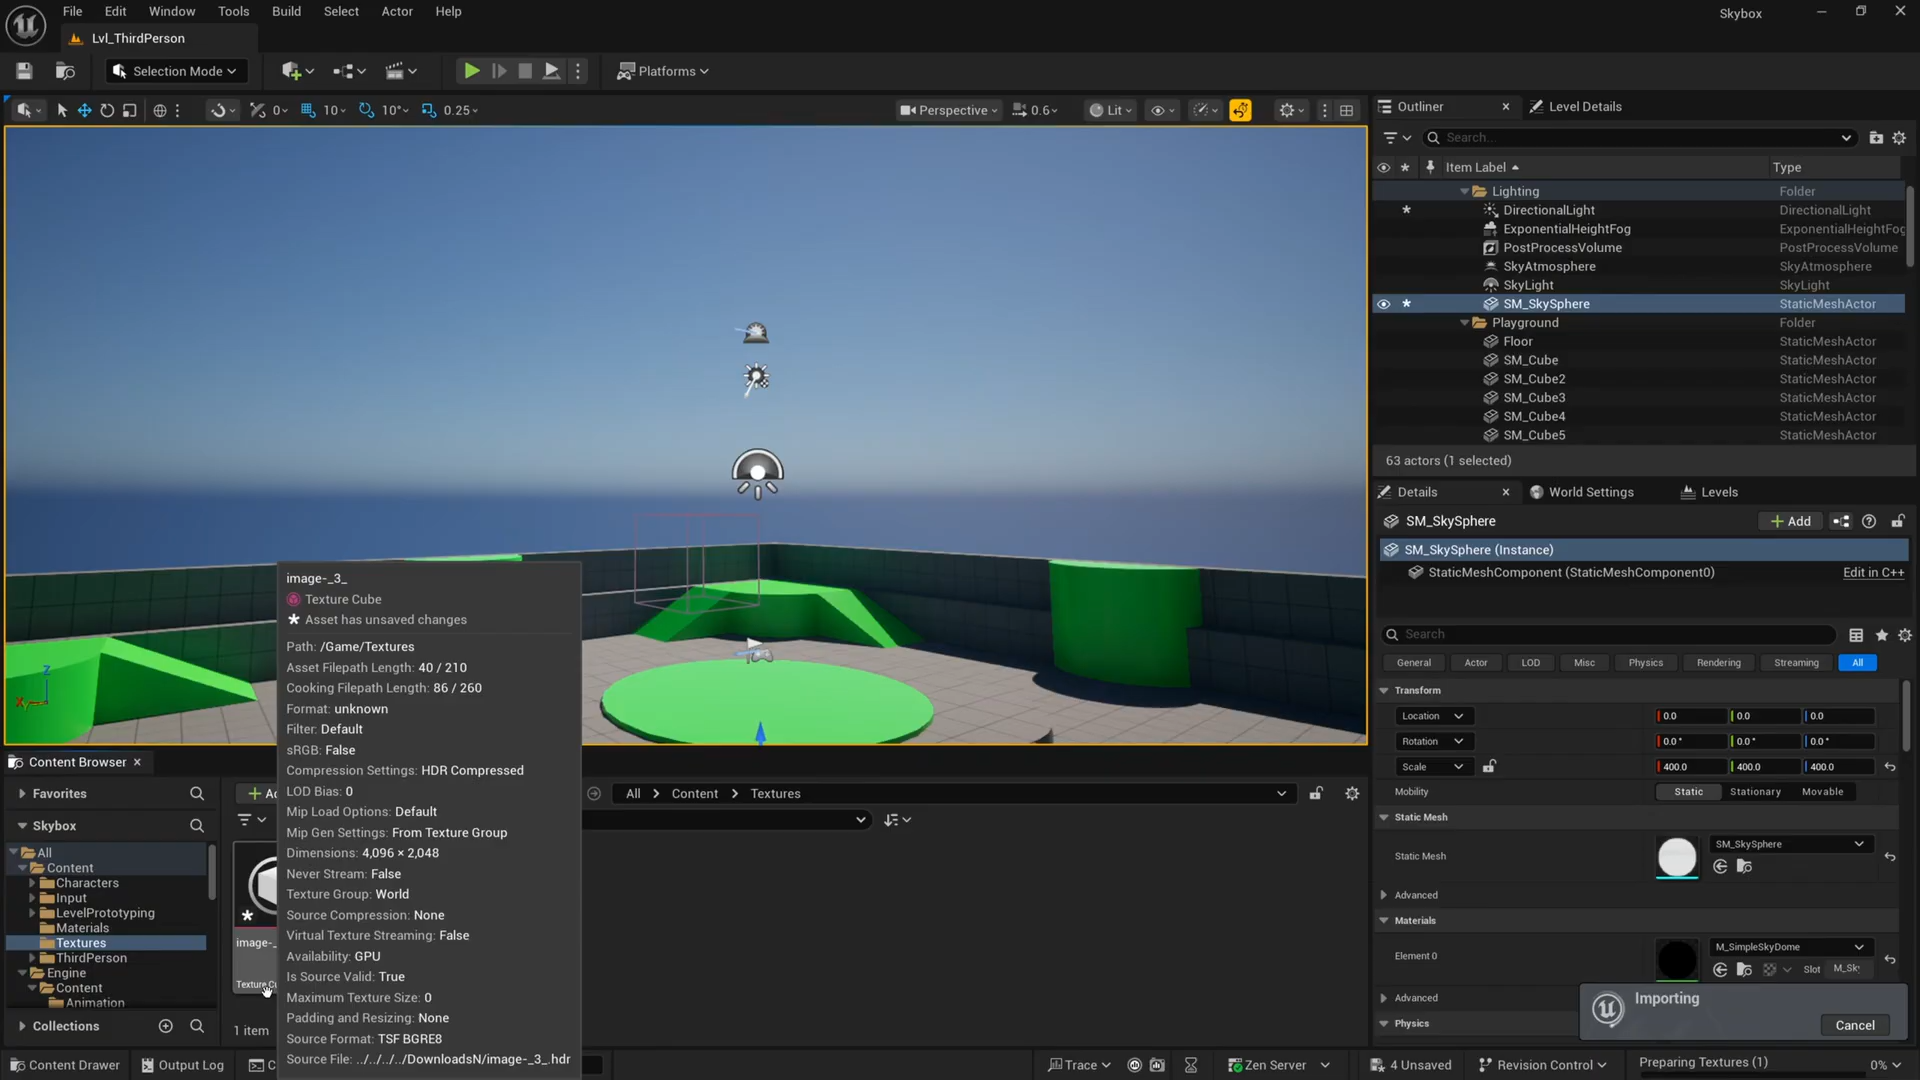 File Edit Window Tools Build Select Actor Help
Skybox
Lvl_ThirdPerson
Selection Mode
Platforms
0
10
10°
0.25
Perspective
0.6
Lit
Outliner
Level Details
Search...
Item Label
Type
Lighting Folder
DirectionalLight DirectionalLight
ExponentialHeightFog ExponentialHeightFog
PostProcessVolume PostProcessVolume
SkyAtmosphere SkyAtmosphere
SkyLight SkyLight
SM_SkySphere StaticMeshActor
Playground Folder
Floor StaticMeshActor
SM_Cube StaticMeshActor
SM_Cube2 StaticMeshActor
SM_Cube3 StaticMeshActor
SM_Cube4 StaticMeshActor
SM_Cube5 StaticMeshActor
63 actors (1 selected)
Details
World Settings
Levels
SM_SkySphere
Add
SM_SkySphere (Instance)
StaticMeshComponent (StaticMeshComponent0) Edit in C++
Search
General Actor LOD Misc Physics Rendering Streaming All
Transform
Location 0.0 0.0 0.0
Rotation 0.0 ° 0.0 ° 0.0 °
Scale 400.0 400.0 400.0
Mobility Static Stationary Movable
Static Mesh
Static Mesh SM_SkySphere
Advanced
Materials
Element 0 M_SimpleSkyDome
Slot M_Sky
Advanced
Physics
Importing
Cancel
image-_3_
Texture Cube
Asset has unsaved changes
Path: /Game/Textures
Asset Filepath Length: 40 / 210
Cooking Filepath Length: 86 / 260
Format: unknown
Filter: Default
sRGB: False
Compression Settings: HDR Compressed
LOD Bias: 0
Mip Load Options: Default
Mip Gen Settings: From Texture Group
Dimensions: 4,096 × 2,048
Never Stream: False
Texture Group: World
Source Compression: None
Virtual Texture Streaming: False
Availability: GPU
Is Source Valid: True
Maximum Texture Size: 0
Padding and Resizing: None
Source Format: TSF BGRE8
Source File: ../../../../DownloadsN/image-_3_.hdr
Content Browser
Favorites
Skybox
All
Content
Characters
Input
LevelPrototyping
Materials
Textures
ThirdPerson
Engine
Content
Animation
Collections
All > Content > Textures
image-_
Texture Cu
1 item
Z
X
Content Drawer
Output Log
Trace
Zen Server
4 Unsaved
Revision Control
Preparing Textures (1)
0%